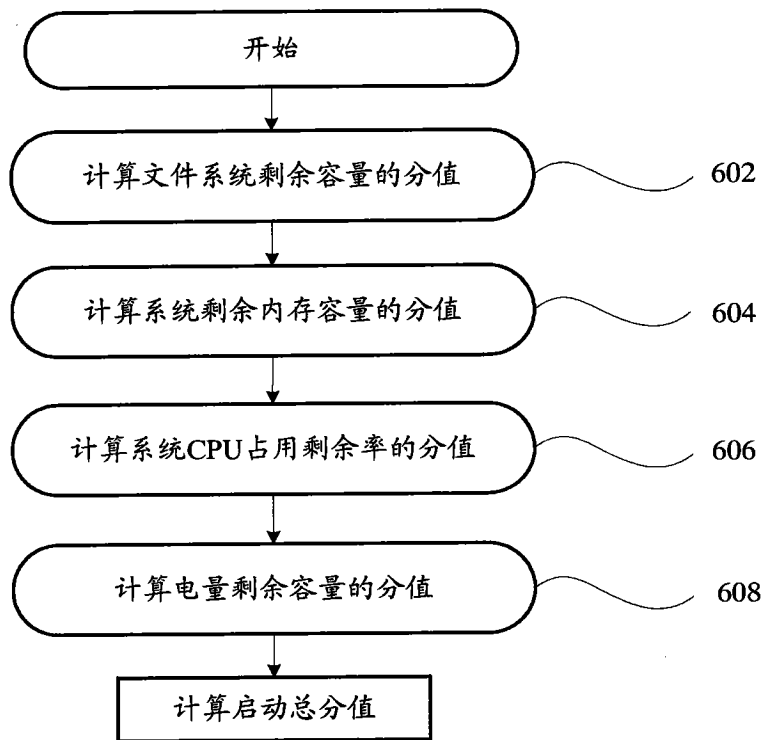 开始
计算文件系统剩余容量的分值
602
计算系统剩余内存容量的分值
604
计算系统CPU占用剩余率的分值
606
计算电量剩余容量的分值
608
计算启动总分值